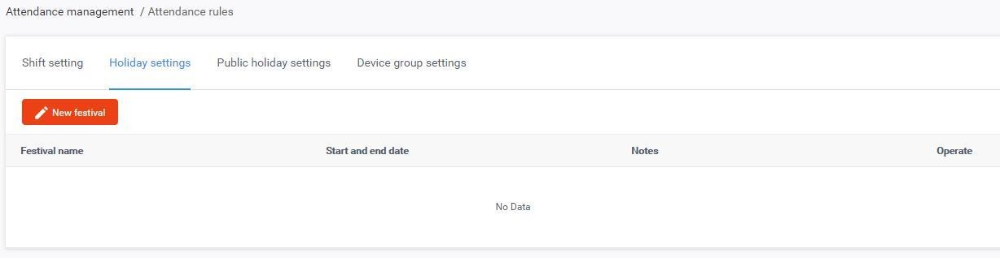 Attendance management / Attendance rules
Shift setting Holiday settings Public holiday settings Device group settings
New festival
Festival name Start and end date Notes Operate
No Data